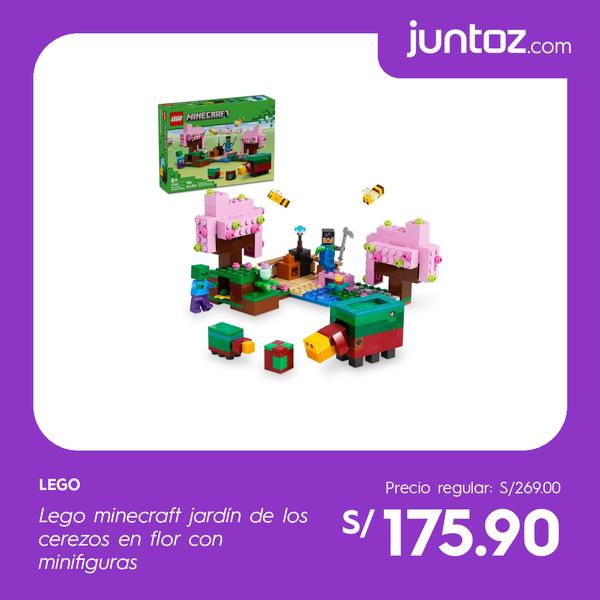 juntoz.com
LEGO
MINECRAFT
8+
LEGO
Precio regular: S/269.00
Lego minecraft jardín de los
cerezos en flor con
minifiguras
S/175.90